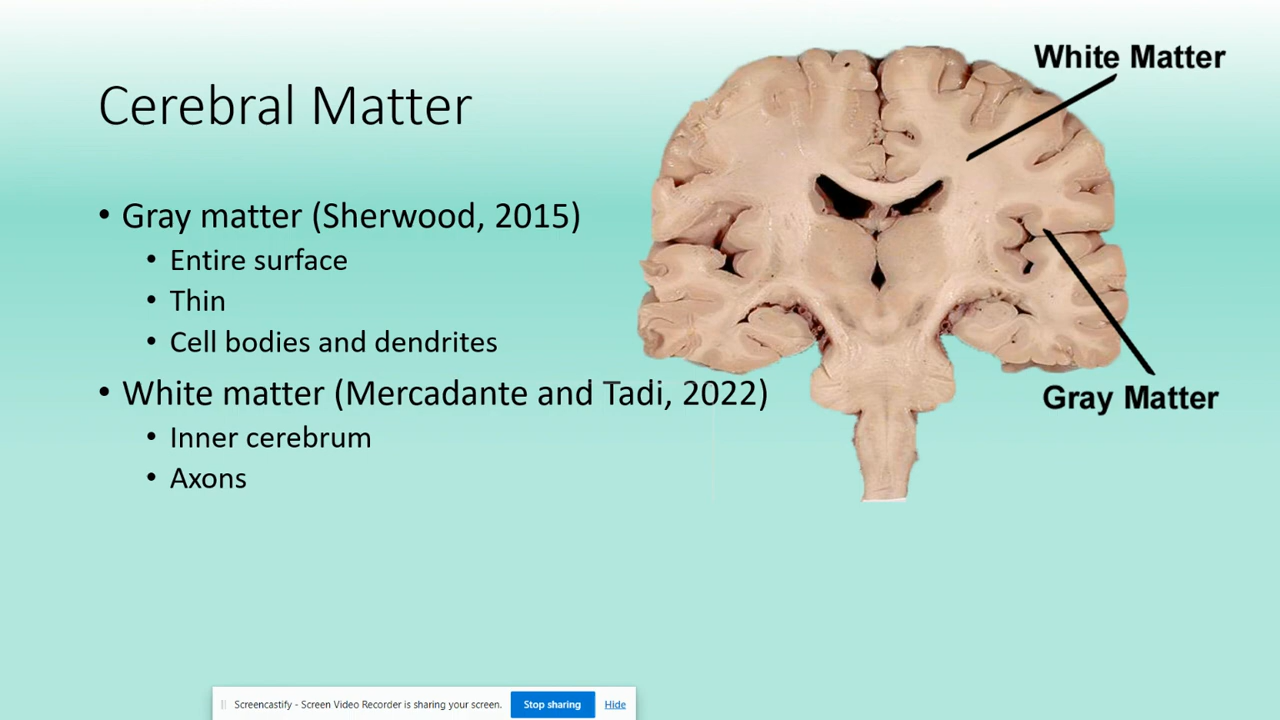 Cerebral Matter
• Gray matter (Sherwood, 2015)
• Entire surface
• Thin
• Cell bodies and dendrites
• White matter (Mercadante and Tadi, 2022)
• Inner cerebrum
• Axons
White Matter
Gray Matter
Screencastify - Screen Video Recorder is sharing your screen.
Stop sharing
Hide